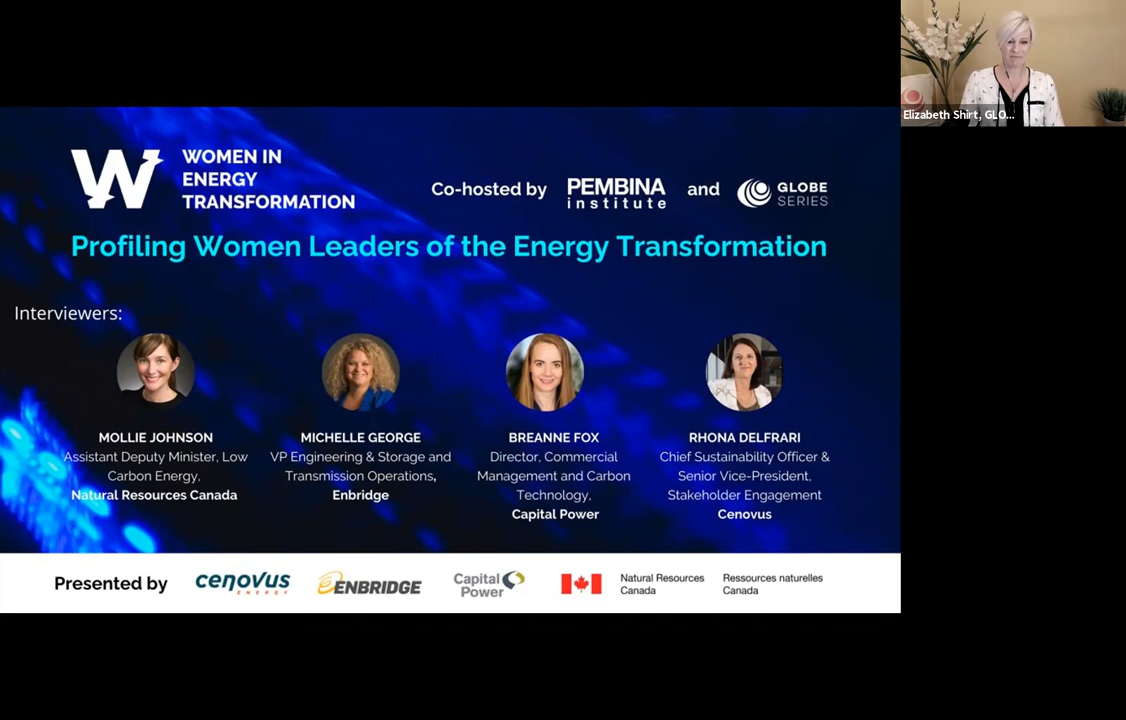 Elizabeth Shirt, GLO...
WOMEN IN
ENERGY
TRANSFORMATION
Co-hosted by PEMBINA institute and GLOBE SERIES
Profiling Women Leaders of the Energy Transformation
Interviewers:
MOLLIE JOHNSON
Assistant Deputy Minister, Low
Carbon Energy,
Natural Resources Canada
MICHELLE GEORGE
VP Engineering & Storage and
Transmission Operations,
Enbridge
BREANNE FOX
Director, Commercial
Management and Carbon
Technology,
Capital Power
RHONA DELFRARI
Chief Sustainability Officer &
Senior Vice-President,
Stakeholder Engagement
Cenovus
Presented by
cenovus
ENERGY
ENBRIDGE
Capital
Power
Natural Resources
Canada
Ressources naturelles
Canada